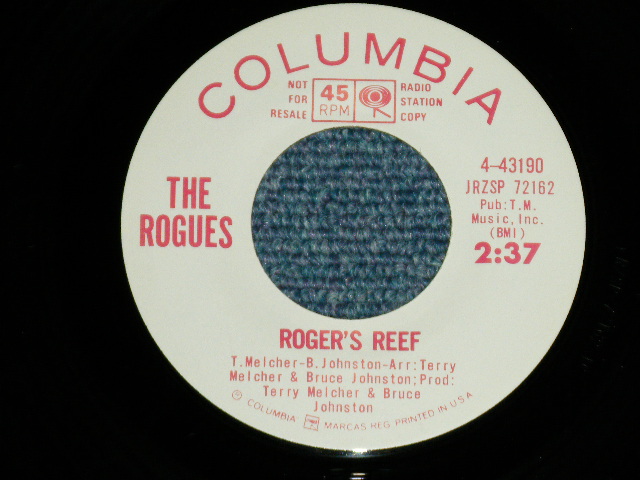 COLUMBIA
NOT
FOR
RESALE
45
RPM
RADIO
STATION
COPY
THE
ROGUES
4-43190
JRZSP 72162
Pub: T.M.
Music, Inc.
(BMI)
2:37
ROGER'S REEF
T. Melcher-B. Johnston-Arr: Terry
Melcher & Bruce Johnston; Prod:
Terry Melcher & Bruce
Johnston
Ⓟ COLUMBIA MARCAS REG. PRINTED IN U.S.A.